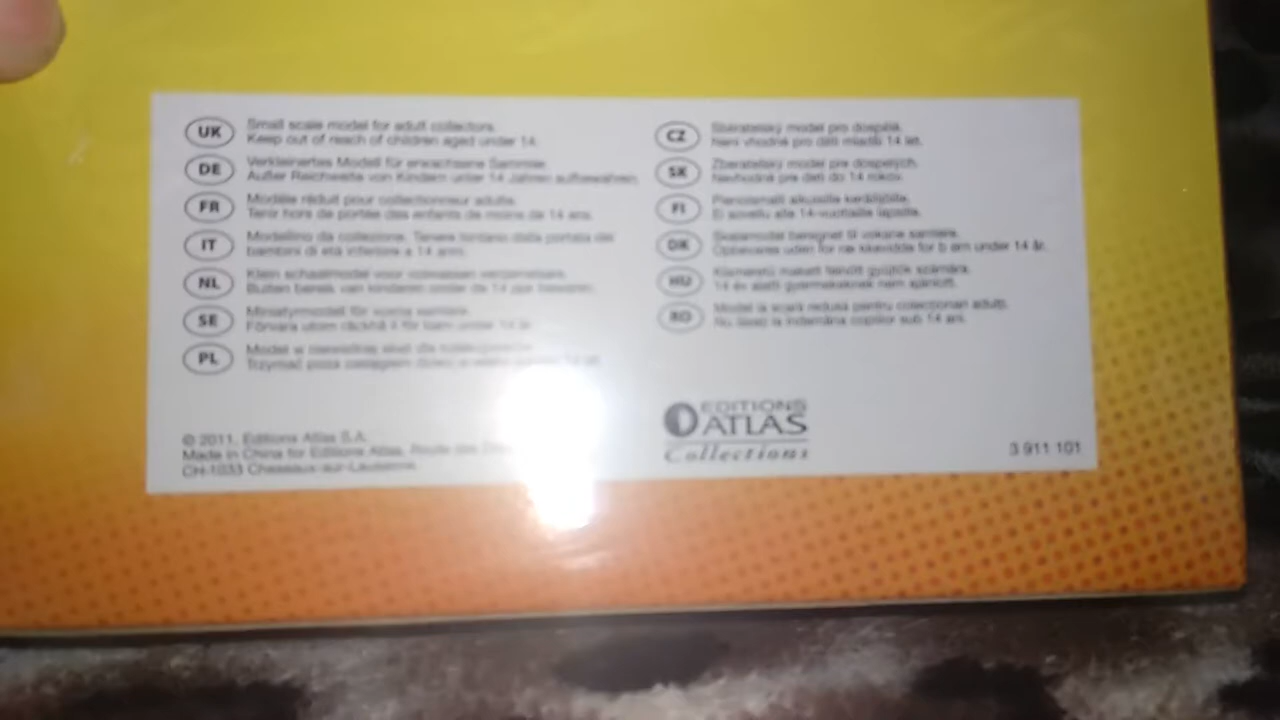 UK
Small scale model for adult collectors.
Keep out of reach of children aged under 14.
DE
Verkleinertes Modell für erwachsene Sammler.
Außer Reichweite von Kindern unter 14 Jahren aufbewahren.
FR
Modèle réduit pour collectionneur adulte.
Tenir hors de portée des enfants de moins de 14 ans.
IT
Modellino da collezione. Tenere lontano dalla portata dei
bambini di età inferiore a 14 anni.
NL
Klein schaalmodel voor volwassen verzamelaars.
Buiten bereik van kinderen onder de 14 jaar bewaren.
SE
Miniatyrmodell för vuxna samlare.
Förvara utom räckhåll för barn under 14 år.
PL
Model w
Trzymać poza zasięgiem dzieci w wieku 14 lat
© 2011, Editions Atlas S.A.
Made in China for Editions Atlas, Route des
CH-1033 Cheseaux-sur-Lausanne
CZ
Sběratelský model pro dospělé.
Není vhodné pro děti mladší 14 let.
SK
Zberateľský model pre dospelých.
Nevhodné pre deti do 14 rokov.
FI
Pienoismalli aikuisille keräilijöille.
Ei sovellu alle 14-vuotiaille lapsille.
DK
Skalamodel beregnet til voksne samlere.
Opbevares uden for rækkevidde for børn under 14 år.
HU
Kisméretű makett felnőtt gyűjtők számára.
14 év alatti gyermekeknek nem ajánlott.
RO
Model la scară redusă pentru colecționari adulți.
Nu lăsați la îndemâna copiilor sub 14 ani.
EDITIONS
ATLAS
Collections
3 911 101